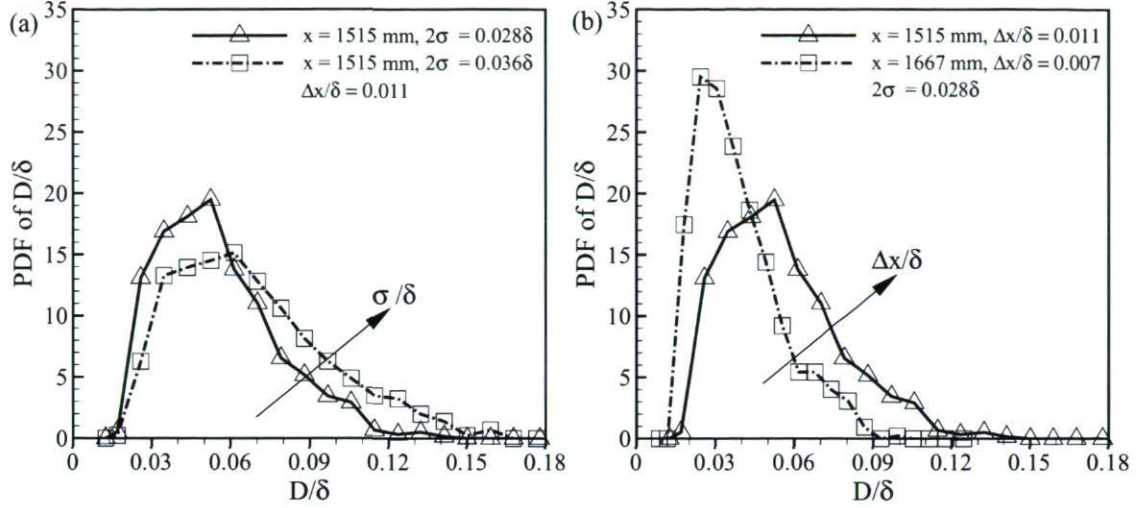 (a)
x = 1515 mm, 2σ = 0.028δ
x = 1515 mm, 2σ = 0.036δ
Δx/δ = 0.011
35
30
25
20
15
10
5
0
PDF of D/δ
σ/δ
0 0.03 0.06 0.09 0.12 0.15 0.18
D/δ
(b)
x = 1515 mm, Δx/δ = 0.011
x = 1667 mm, Δx/δ = 0.007
2σ = 0.028δ
35
30
25
20
15
10
5
0
PDF of D/δ
Δx/δ
0 0.03 0.06 0.09 0.12 0.15 0.18
D/δ